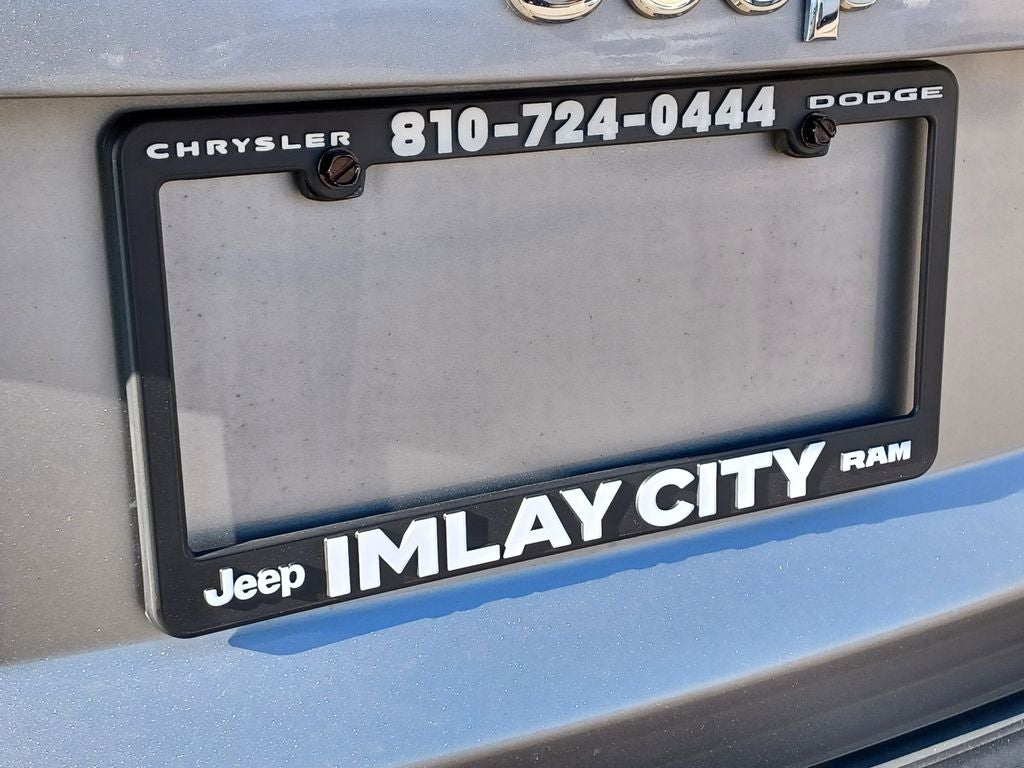 CHRYSLER 810-724-0444 DODGE
Jeep IMLAY CITY RAM